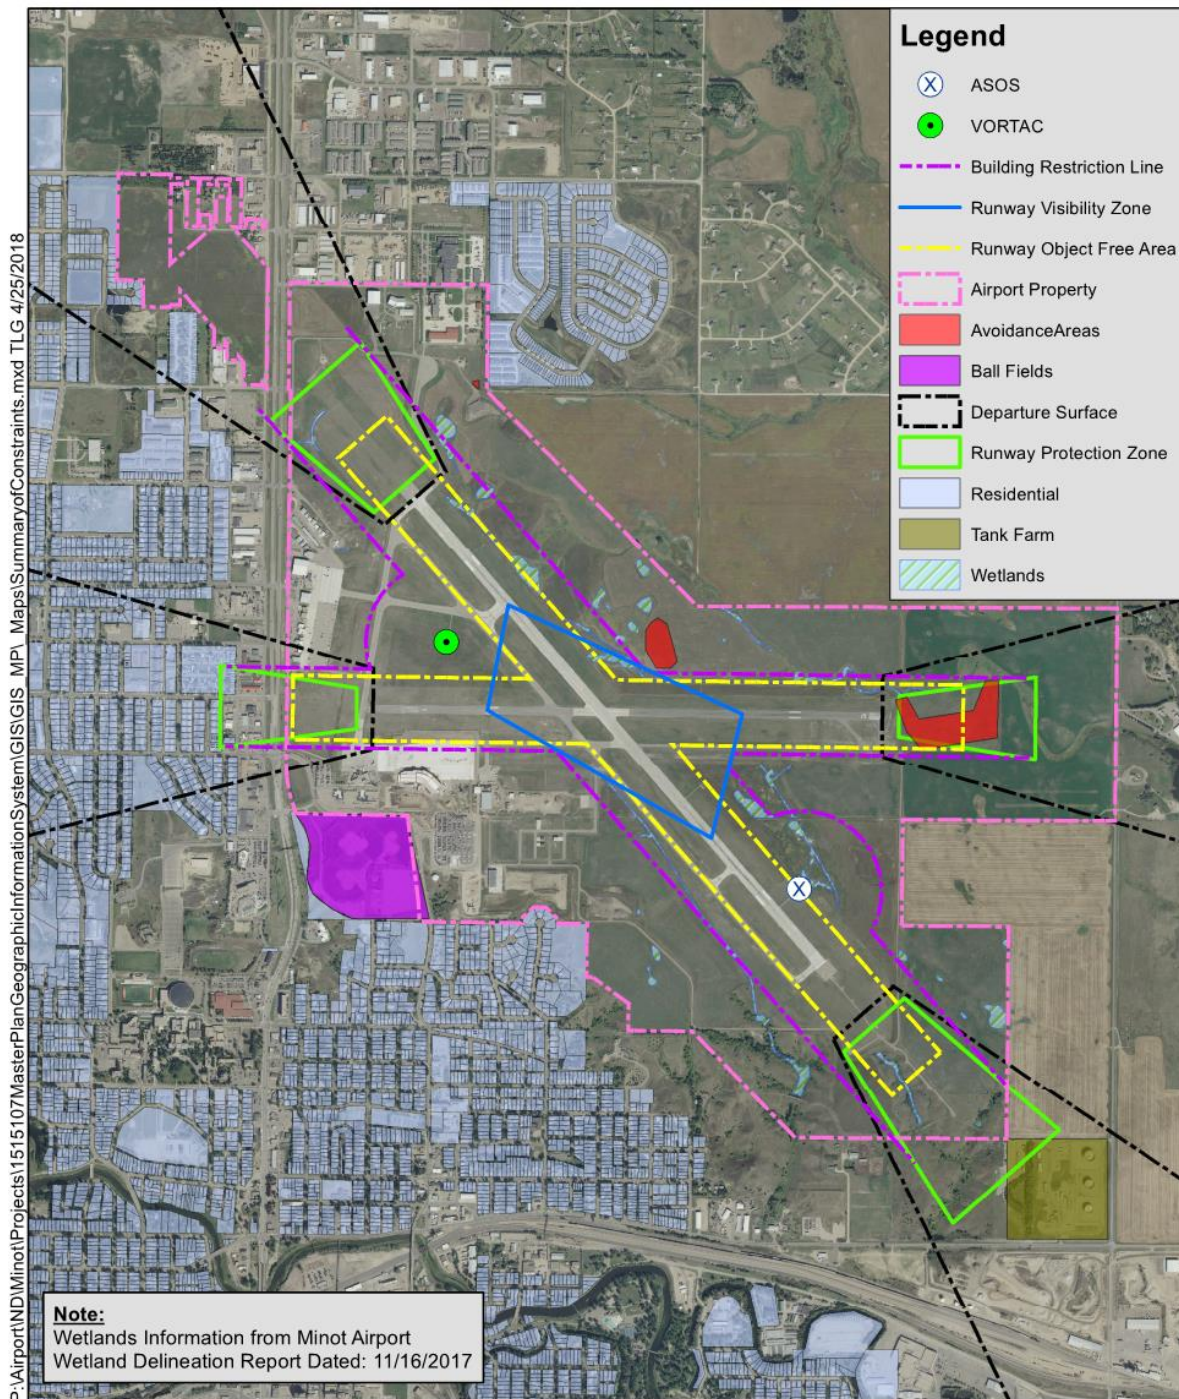 P:\Airport\ND\Minot\Projects\1515107MasterPlanGeographicInformationSystem\GIS\GIS_MP\_Maps\SummaryofConstraints.mxd TLG 4/25/2018
Legend
X ASOS
VORTAC
Building Restriction Line
Runway Visibility Zone
Runway Object Free Area
Airport Property
AvoidanceAreas
Ball Fields
Departure Surface
Runway Protection Zone
Residential
Tank Farm
Wetlands
X
Note:
Wetlands Information from Minot Airport
Wetland Delineation Report Dated: 11/16/2017